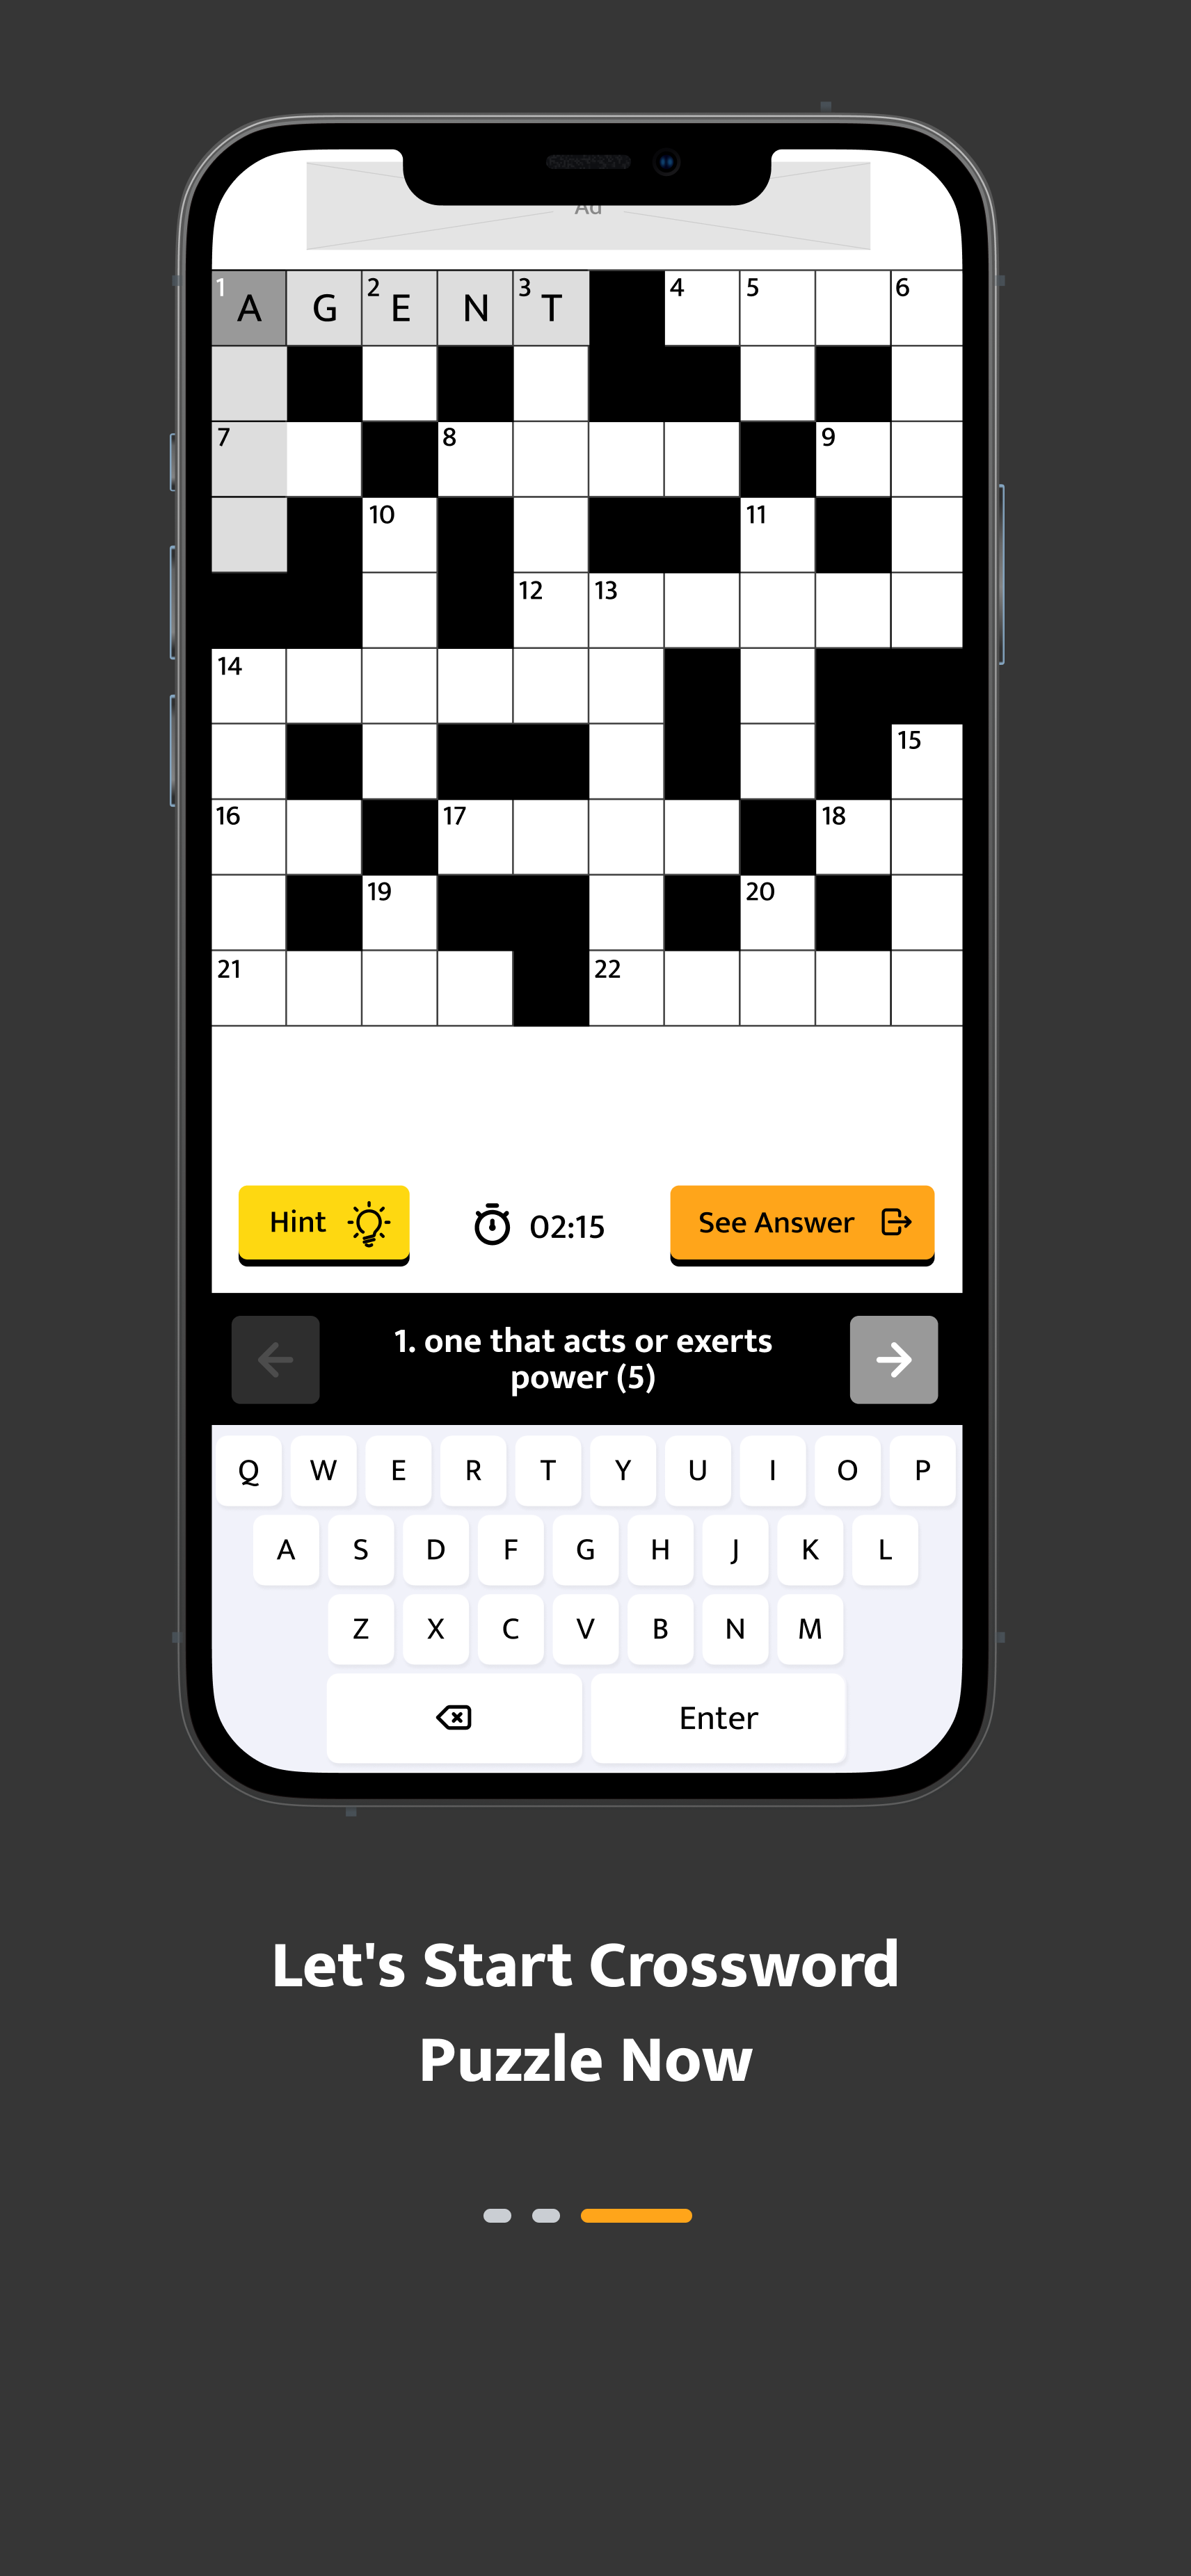 Ad
1 A G 2 E N 3 T 4 5 6
7 8 9
10 11
12 13
14
15
16 17 18
19 20
21 22
Hint 02:15 See Answer
1. one that acts or exerts
power (5)
Q W E R T Y U I O P
A S D F G H J K L
Z X C V B N M
Enter
Let's Start Crossword
Puzzle Now